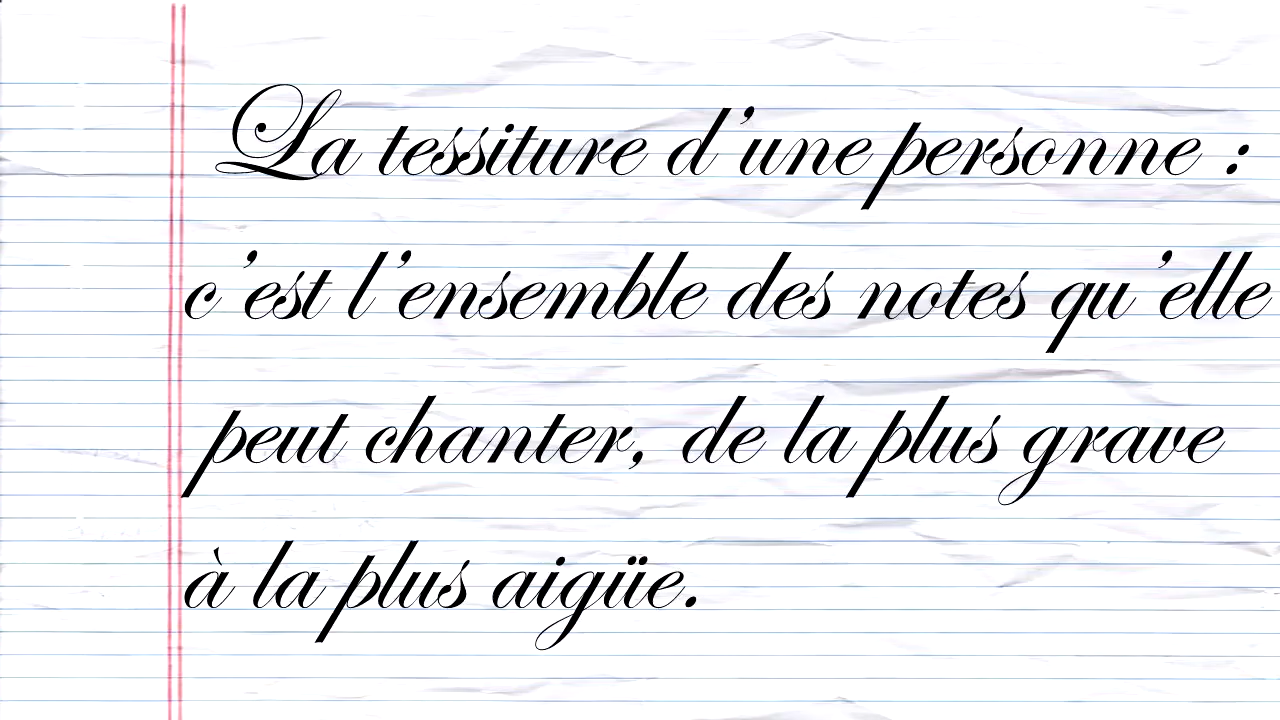 La tessiture d’une personne :
c’est l’ensemble des notes qu’elle
peut chanter, de la plus grave
à la plus aigüe.